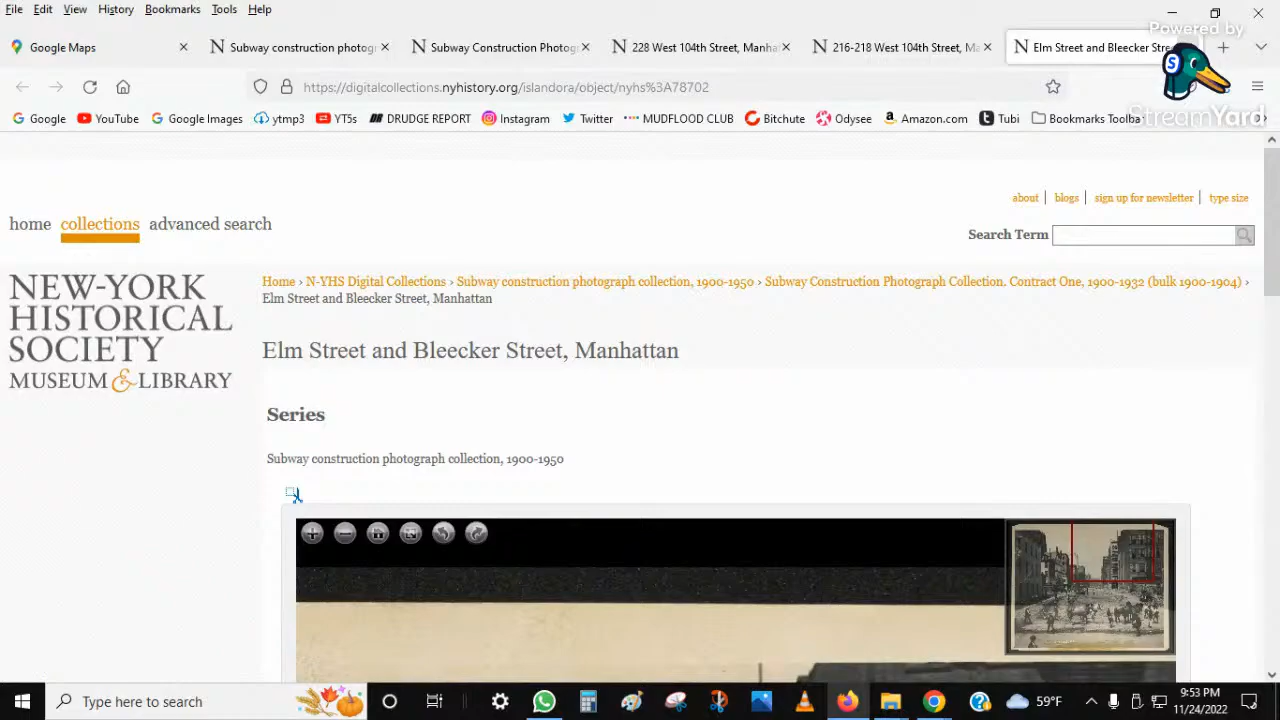 File Edit View History Bookmarks Tools Help
Powered by
Google Maps
Subway construction photog
Subway Construction Photog
228 West 104th Street, Manha
216-218 West 104th Street, Ma
Elm Street and Bleecker Stre
https://digitalcollections.nyhistory.org/islandora/object/nyhs%3A78702
StreamYard
Google YouTube Google Images ytmp3 YT5s DRUDGE REPORT Instagram Twitter MUDFLOOD CLUB Bitchute Odysee Amazon.com Tubi Bookmarks Toolbar
about blogs sign up for newsletter type size
home collections advanced search
Search Term
NEW-YORK
HISTORICAL
SOCIETY
MUSEUM & LIBRARY
Home › N-YHS Digital Collections › Subway construction photograph collection, 1900-1950 › Subway Construction Photograph Collection. Contract One, 1900-1932 (bulk 1900-1904) ›
Elm Street and Bleecker Street, Manhattan
Elm Street and Bleecker Street, Manhattan
Series
Subway construction photograph collection, 1900-1950
Type here to search
59°F
9:53 PM
11/24/2022